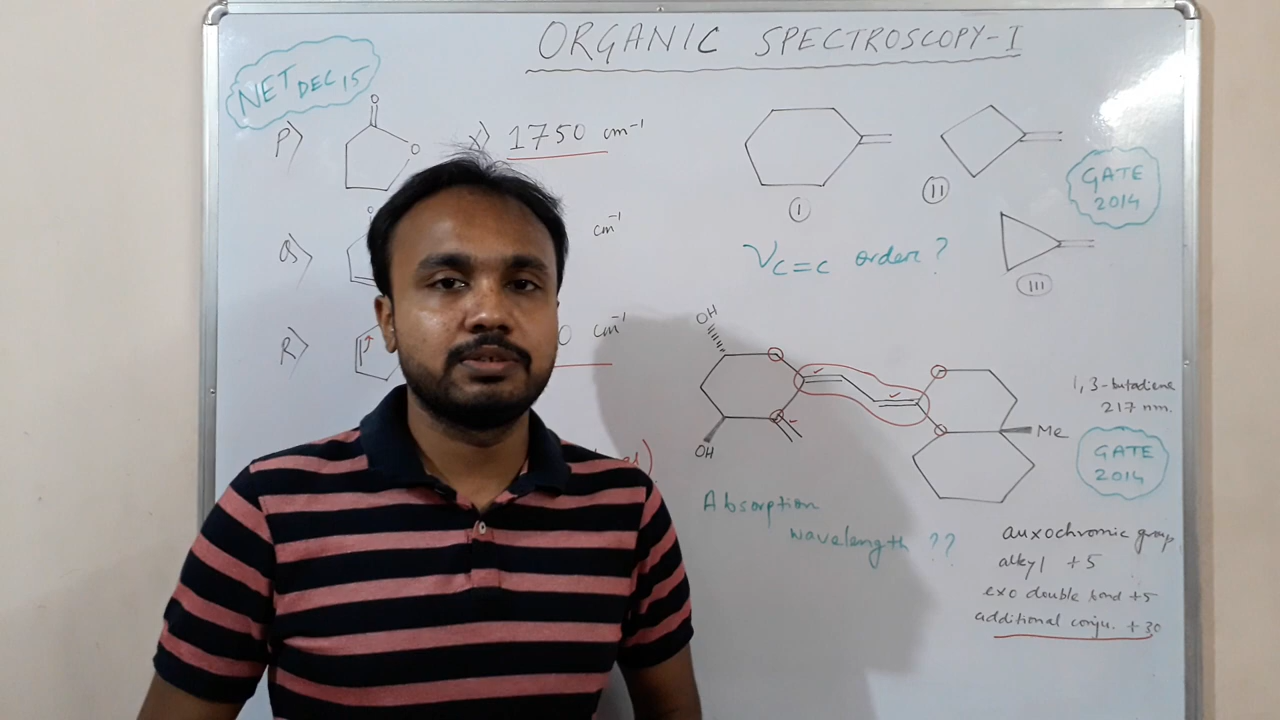 ORGANIC SPECTROSCOPY-I
NET DEC 15
P> O O x> 1750 cm⁻¹
Q> cm⁻¹
R> 0 cm⁻¹
I
II
III
GATE
2014
νC=C order?
OH
OH
Me
1,3-butadiene
217 nm.
GATE
2014
Absorption
wavelength ??
auxochromic group
alkyl +5
exo double bond +5
additional conju. +30